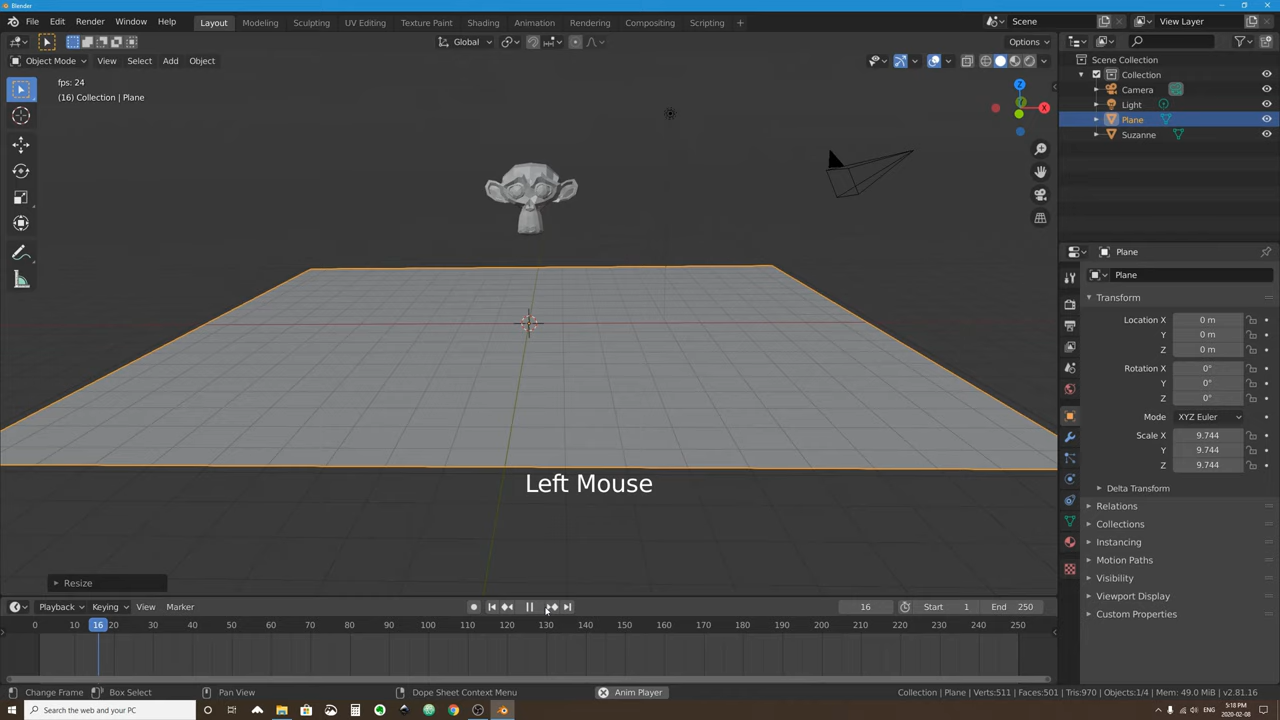 Blender
File Edit Render Window Help Layout Modeling Sculpting UV Editing Texture Paint Shading Animation Rendering Compositing Scripting + Scene View Layer
Global Options
Object Mode View Select Add Object
fps: 24
(16) Collection | Plane
X
Scene Collection
Collection
Camera
Light
Plane
Suzanne
Plane
Plane
Transform
Location X 0 m
Y 0 m
Z 0 m
Rotation X 0°
Y 0°
Z 0°
Mode XYZ Euler
Scale X 9.744
Y 9.744
Z 9.744
Delta Transform
Relations
Collections
Instancing
Motion Paths
Visibility
Viewport Display
Custom Properties
Left Mouse
Resize
Playback Keying View Marker 16 Start 1 End 250
0 10 16 20 30 40 50 60 70 80 90 100 110 120 130 140 150 160 170 180 190 200 210 220 230 240 250
Change Frame Box Select Pan View Dope Sheet Context Menu Anim Player Collection | Plane | Verts:511 | Faces:501 | Tris:970 | Objects:1/4 | Mem: 49.0 MiB | v2.81.16
Search the web and your PC ENG 5:18 PM
2020-02-08